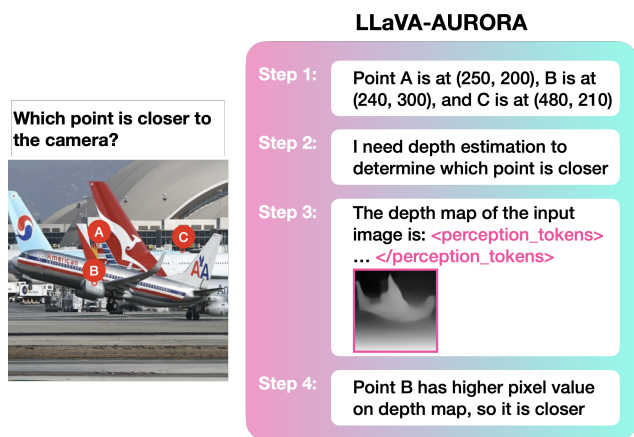 LLaVA-AURORA
Which point is closer to
the camera?
A
C
B
American
AA
Step 1:
Point A is at (250, 200), B is at
(240, 300), and C is at (480, 210)
Step 2:
I need depth estimation to
determine which point is closer
Step 3:
The depth map of the input
image is: <perception_tokens>
... </perception_tokens>
Step 4:
Point B has higher pixel value
on depth map, so it is closer